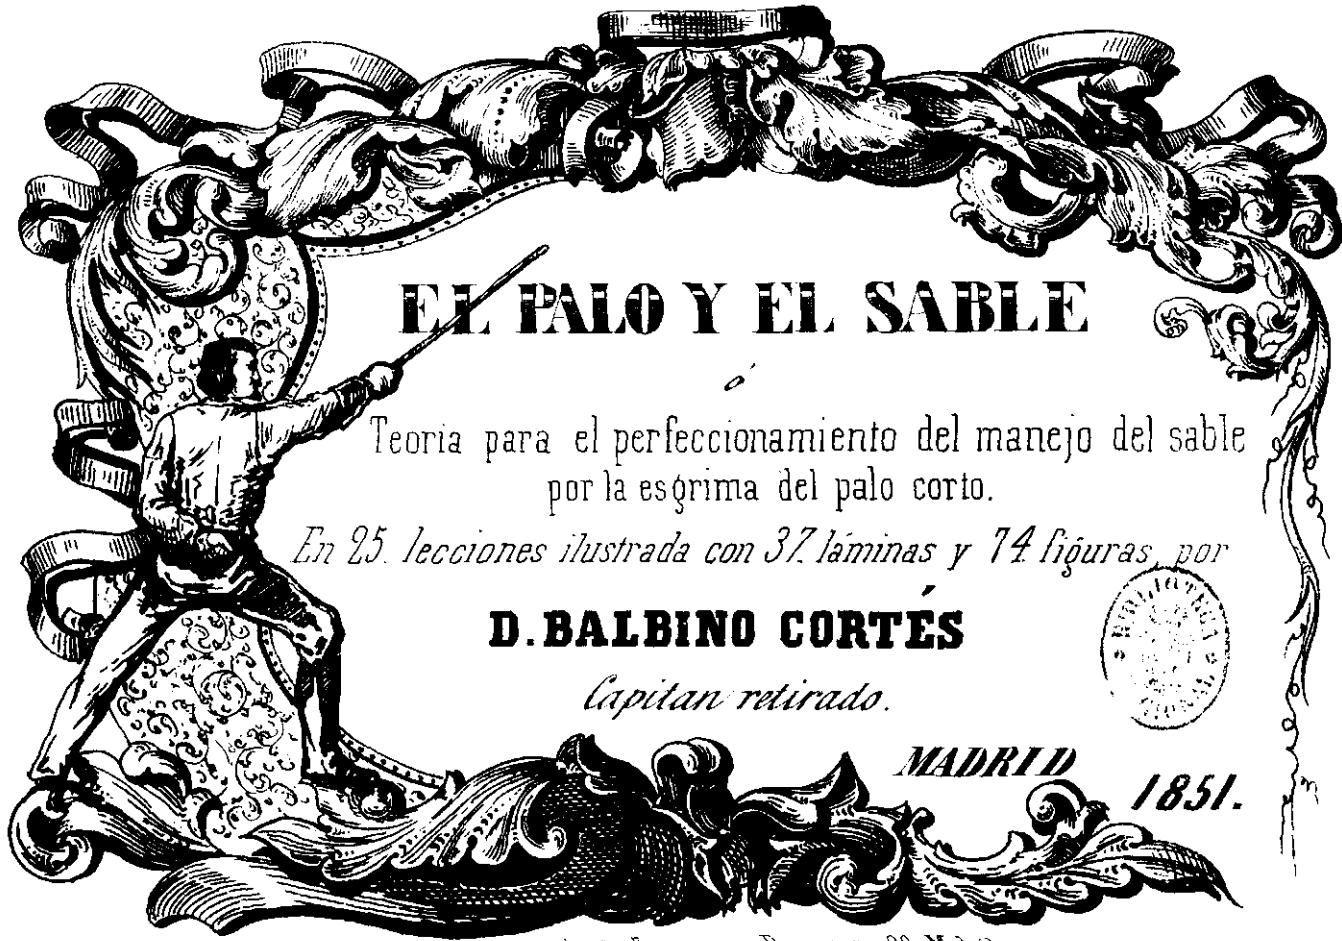 EL PALO Y EL SABLE
ó
Teoria para el perfeccionamiento del manejo del sable
por la esgrima del palo corto.
En 25. lecciones ilustrada con 37. láminas y 74 figuras, por
D. BALBINO CORTÉS
Capitan retirado.
MADRID
1851.